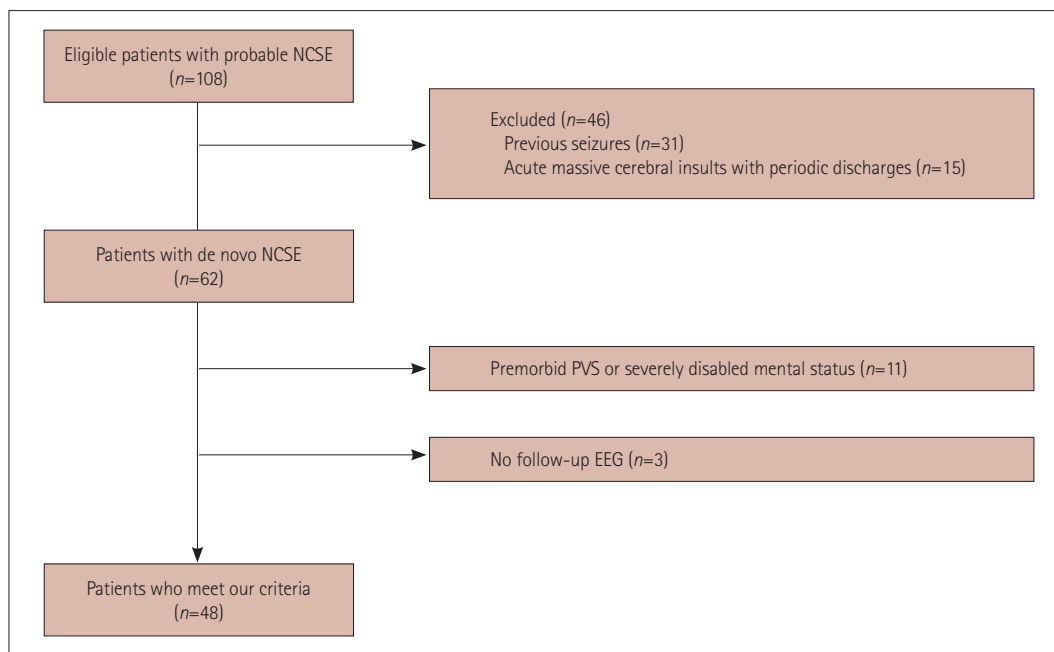 Eligible patients with probable NCSE
(n=108)
Excluded (n=46)
Previous seizures (n=31)
Acute massive cerebral insults with periodic discharges (n=15)
Patients with de novo NCSE
(n=62)
Premorbid PVS or severely disabled mental status (n=11)
No follow-up EEG (n=3)
Patients who meet our criteria
(n=48)